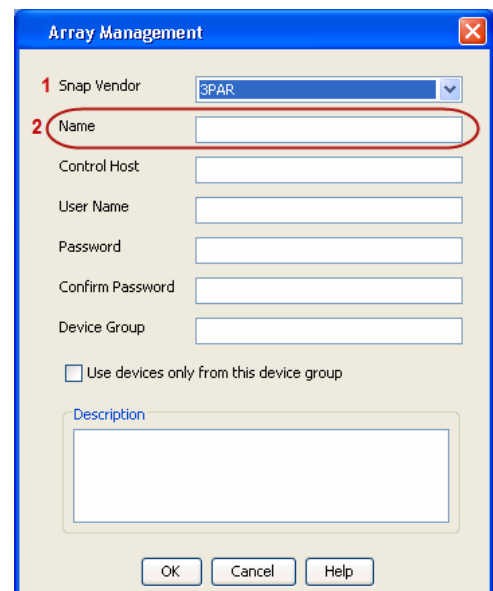 Array Management
1 Snap Vendor 3PAR
2 Name
Control Host
User Name
Password
Confirm Password
Device Group
Use devices only from this device group
Description
OK Cancel Help